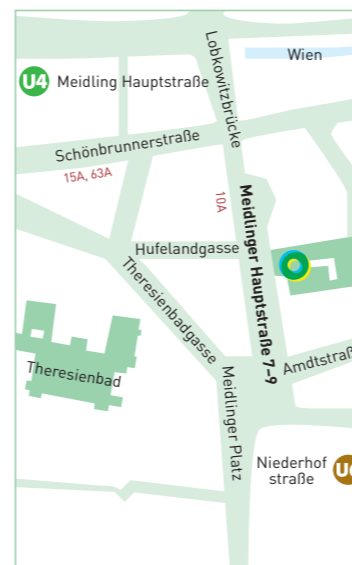 Lobkowitzbrücke
Wien
U4 Meidling Hauptstraße
Schönbrunnerstraße
15A, 63A
10A
Meidlinger Hauptstraße 7–9
Hufelandgasse
Theresienbadgasse
Theresienbad
Arndtstraß
Meidlinger Platz
Niederhof
straße
U6